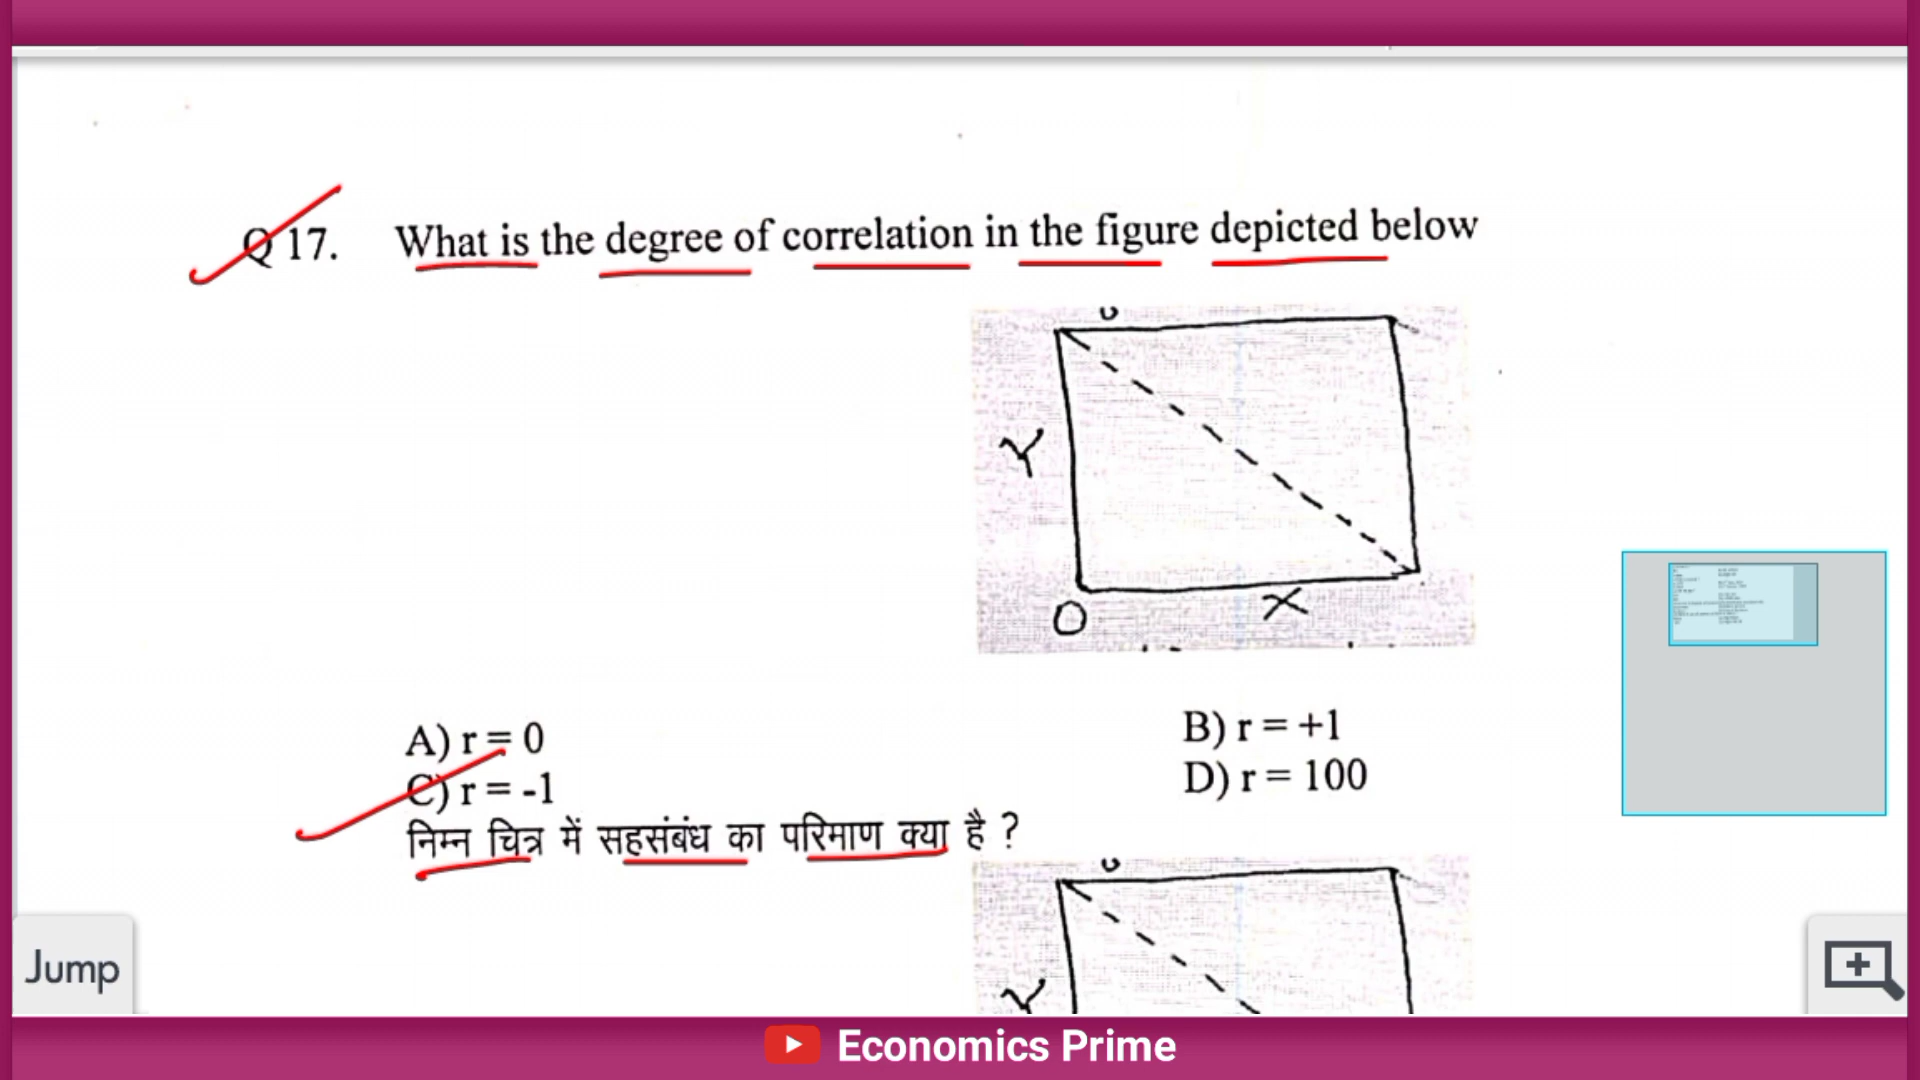 Q 17. What is the degree of correlation in the figure depicted below
Y
O
X
A) r = 0
B) r = +1
C) r = -1
D) r = 100
निम्न चित्र में सहसंबंध का परिमाण क्या है ?
Y
Jump
Economics Prime